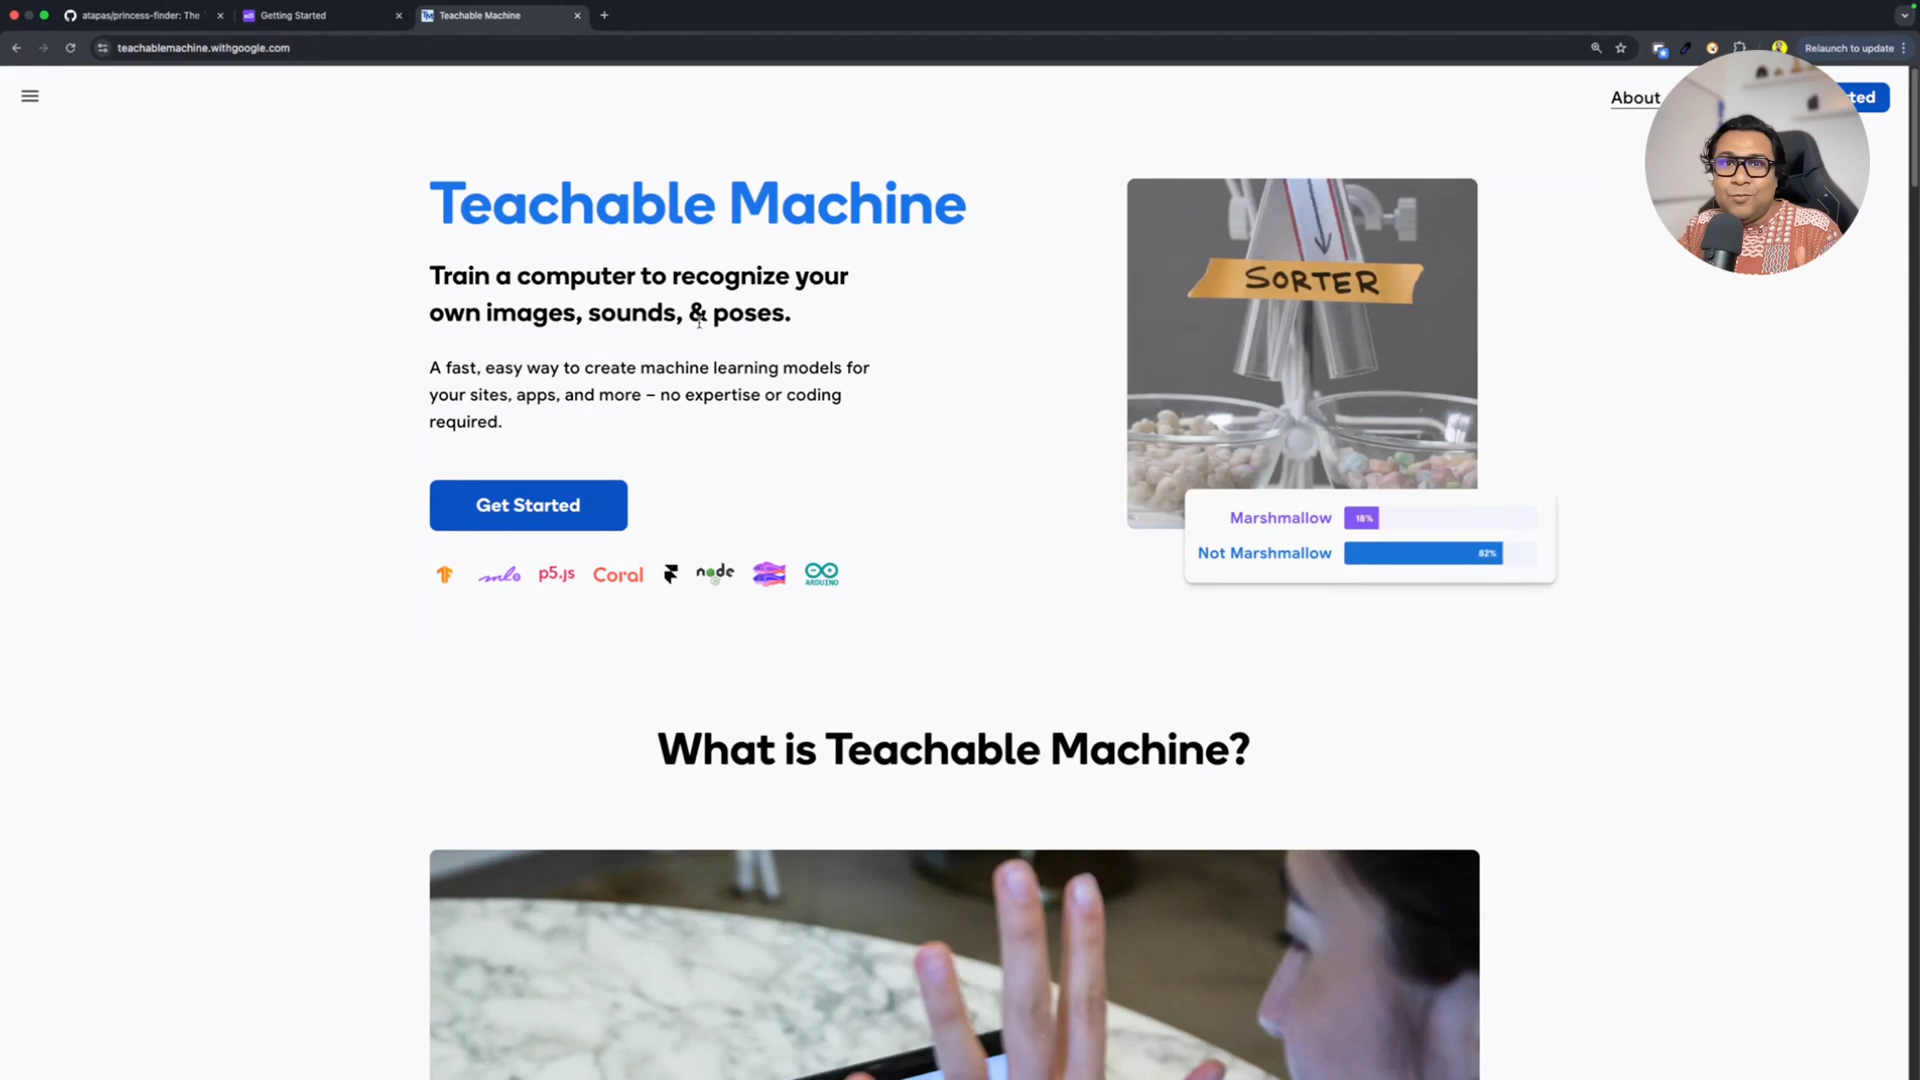 atapas/princess-finder: The
Getting Started
Teachable Machine
teachablemachine.withgoogle.com
Relaunch to update
About
Teachable Machine
Train a computer to recognize your
own images, sounds, & poses.
A fast, easy way to create machine learning models for
your sites, apps, and more – no expertise or coding
required.
Get Started
p5.js
Coral
node
ARDUINO
SORTER
Marshmallow 18%
Not Marshmallow 82%
What is Teachable Machine?